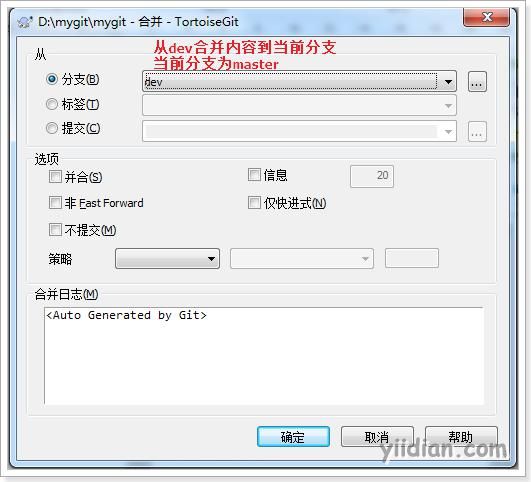 D:\mygit\mygit - 合并 - TortoiseGit
从dev合并内容到当前分支
当前分支为master
从
分支(B)
dev
...
标签(T)
提交(C)
...
选项
并合(S)
信息
20
非 Fast Forward
仅快进式(N)
不提交(M)
策略
合并日志(M)
<Auto Generated by Git>
确定
取消
帮助
yiidian.com